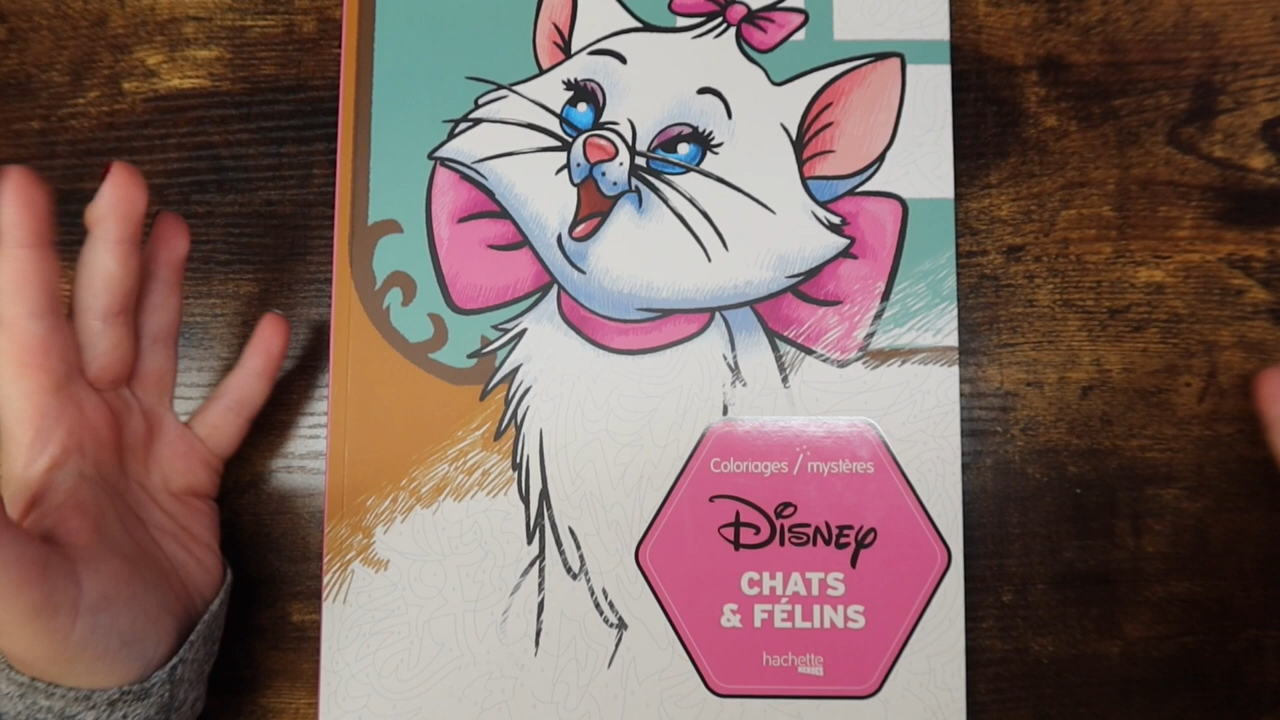 Coloriages / mystères
Disney
CHATS
& FÉLINS
hachette